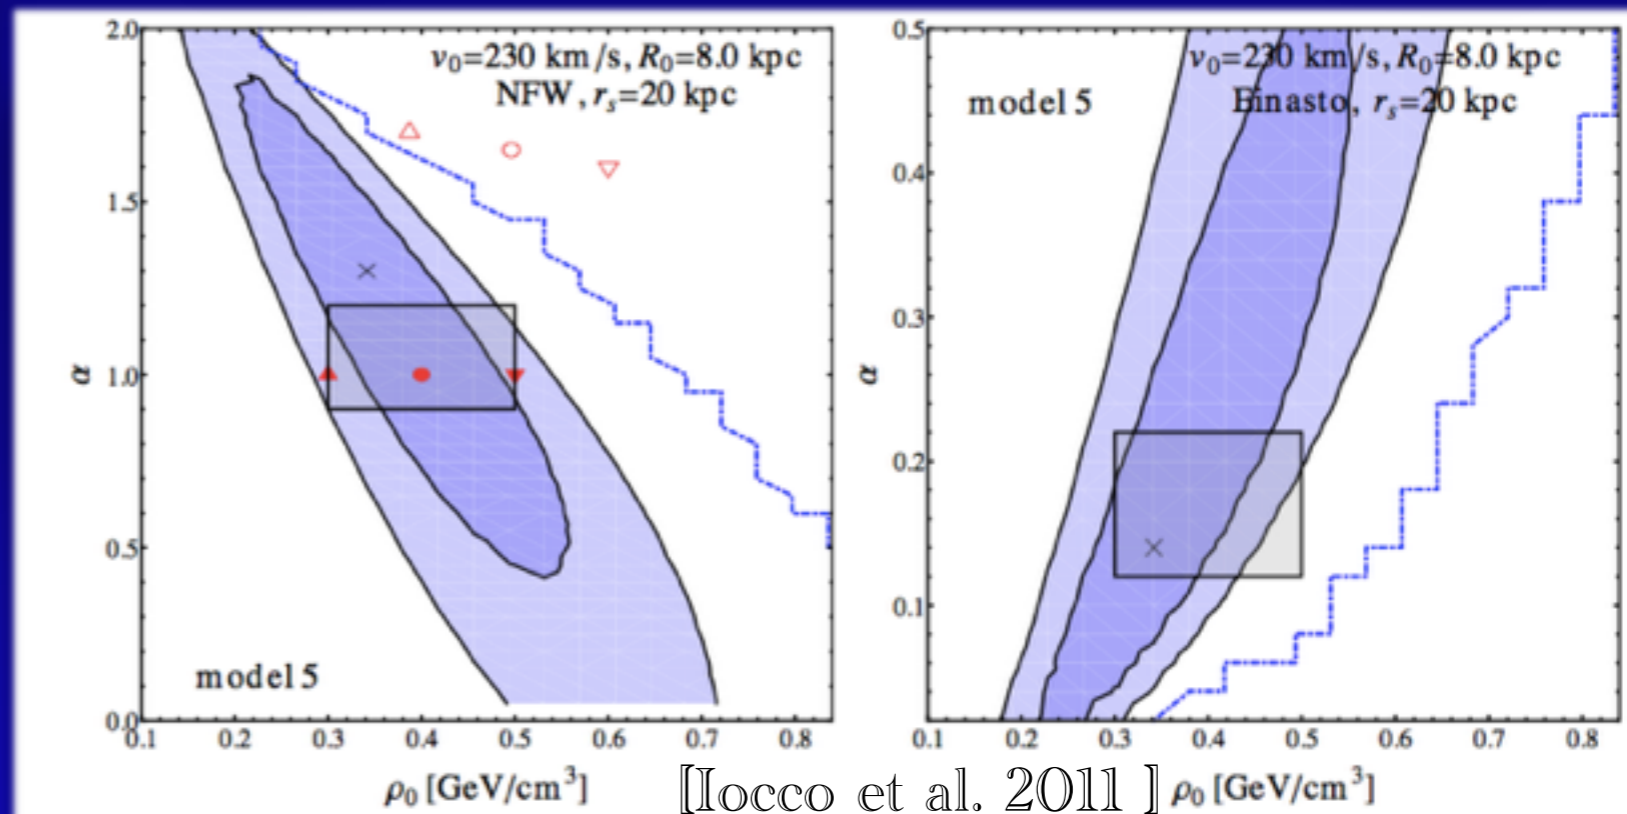 2.0
1.5
1.0
0.5
0.0
α
v₀=230 km/s, R₀=8.0 kpc
NFW, rₛ=20 kpc
model 5
0.1 0.2 0.3 0.4 0.5 0.6 0.7 0.8
ρ₀ [GeV/cm³]
0.5
0.4
0.3
0.2
0.1
α
v₀=230 km/s, R₀=8.0 kpc
model 5
Einasto, rₛ=20 kpc
0.1 0.2 0.3 0.4 0.5 0.6 0.7 0.8
ρ₀ [GeV/cm³]
[Iocco et al. 2011 ]